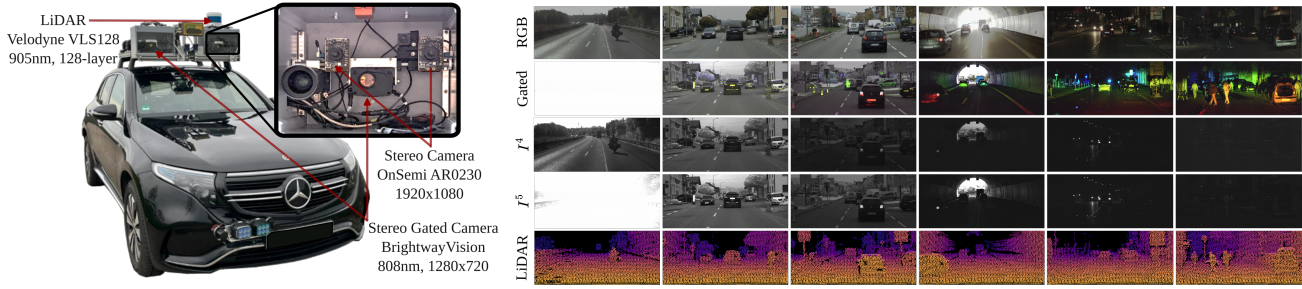 LiDAR
Velodyne VLS128
905nm, 128-layer
Stereo Camera
OnSemi AR0230
1920x1080
Stereo Gated Camera
BrightwayVision
808nm, 1280x720
RGB
Gated
I⁴
I⁵
LiDAR